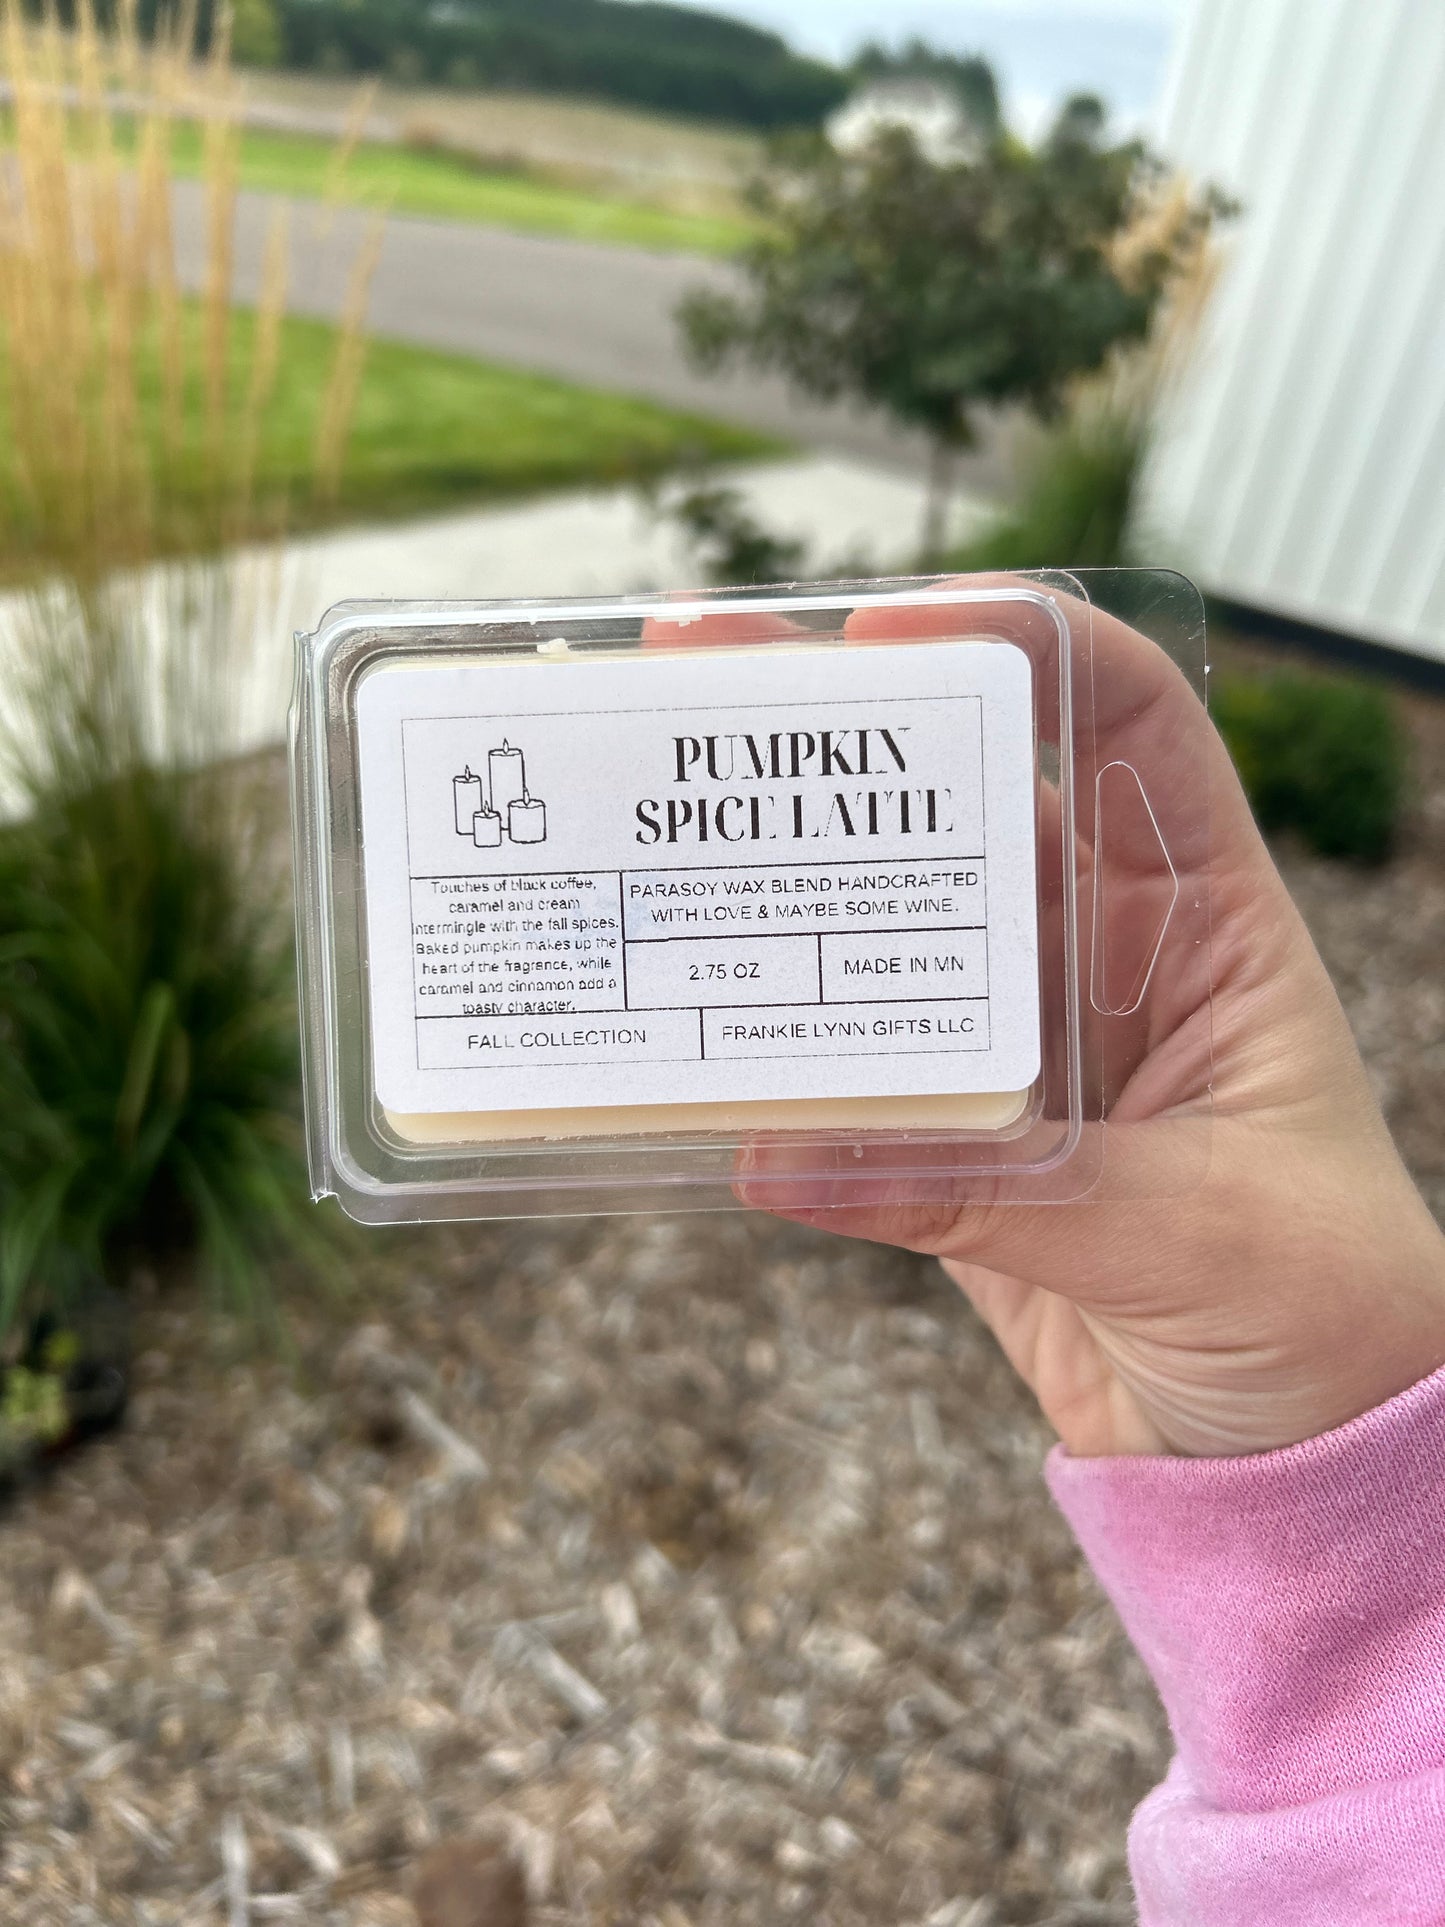 PUMPKIN
SPICE LATTE
Touches of black coffee,
caramel and cream
intermingle with the fall spices.
Baked pumpkin makes up the
heart of the fragrance, while
caramel and cinnamon add a
toasty character.
PARASOY WAX BLEND HANDCRAFTED
WITH LOVE & MAYBE SOME WINE.
2.75 OZ
MADE IN MN
FALL COLLECTION
FRANKIE LYNN GIFTS LLC